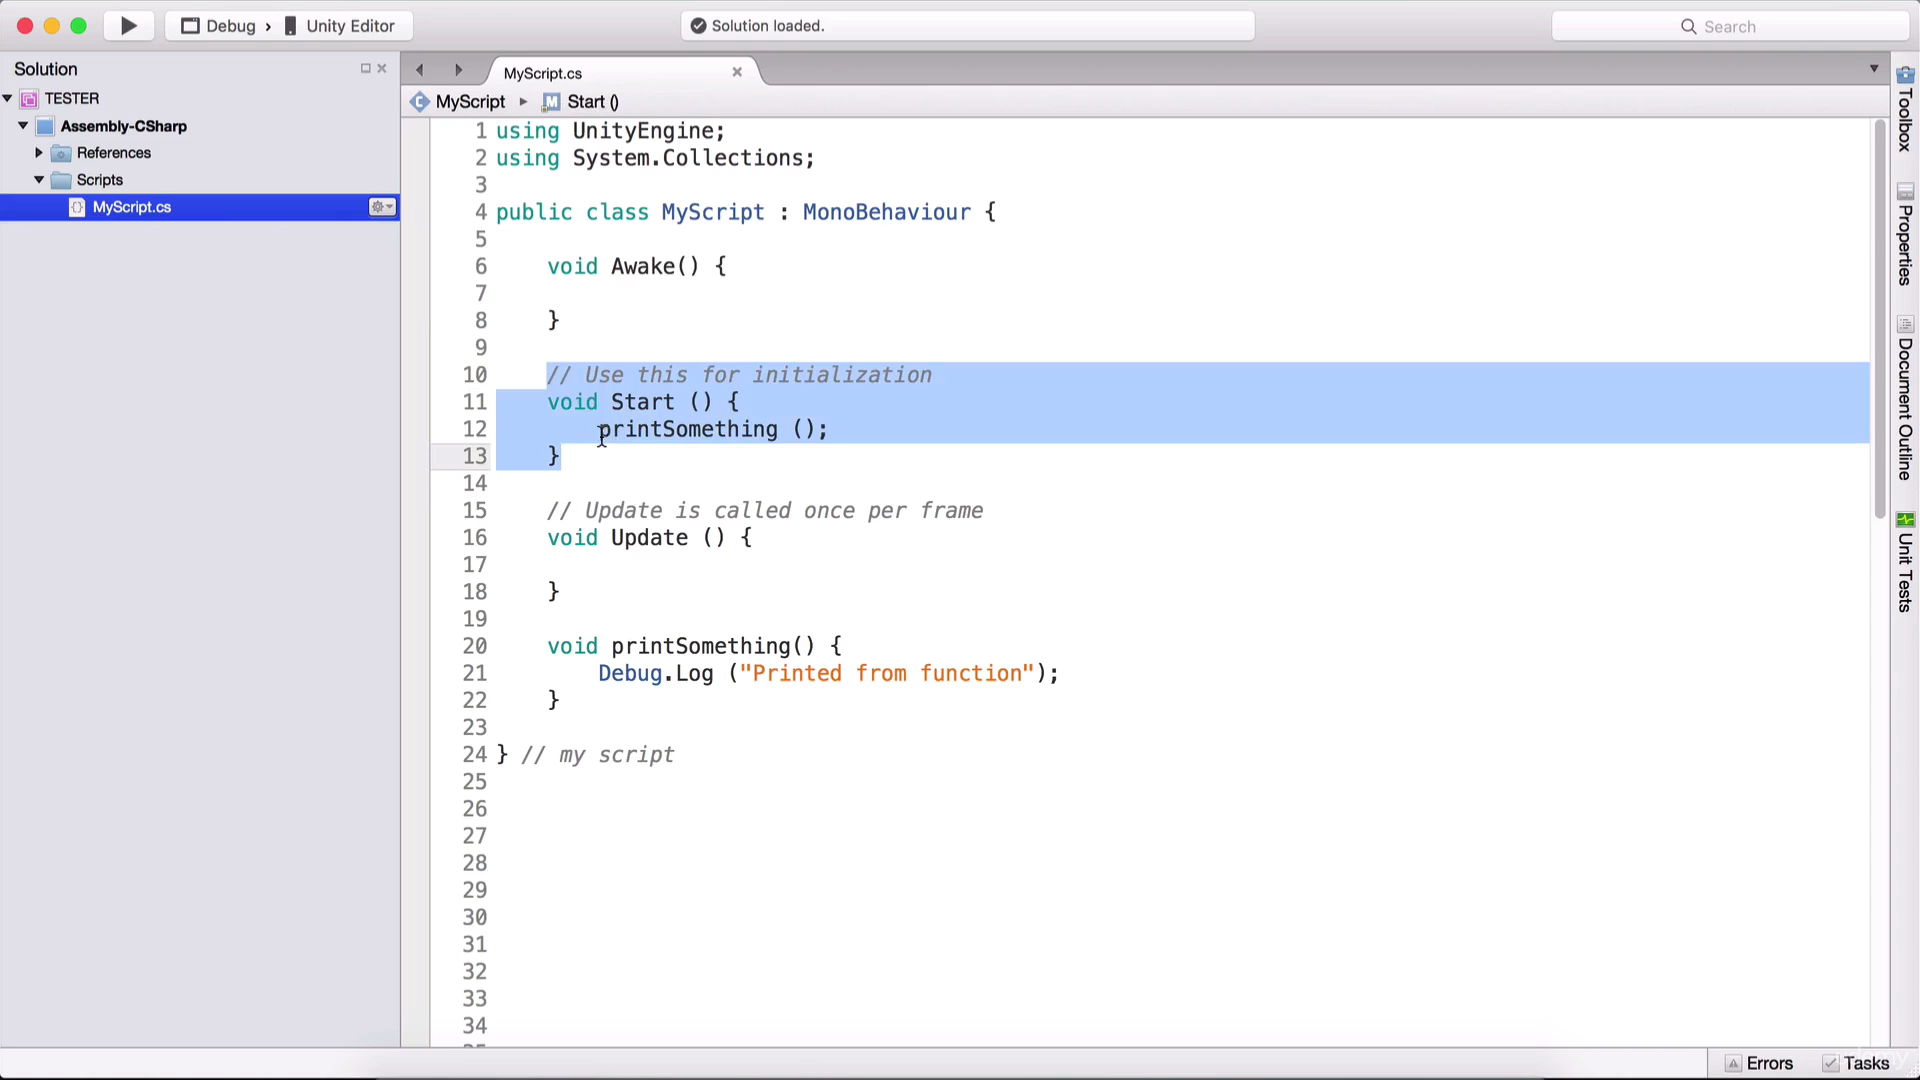 Debug › Unity Editor
Solution loaded.
Search
Solution
TESTER
Assembly-CSharp
References
Scripts
MyScript.cs
MyScript.cs
MyScript ▸ Start ()
1 using UnityEngine;
2 using System.Collections;
3
4 public class MyScript : MonoBehaviour {
5
6 void Awake() {
7
8 }
9
10 // Use this for initialization
11 void Start () {
12 printSomething ();
13 }
14
15 // Update is called once per frame
16 void Update () {
17
18 }
19
20 void printSomething() {
21 Debug.Log ("Printed from function");
22 }
23
24 } // my script
25
26
27
28
29
30
31
32
33
34
Toolbox
Properties
Document Outline
Unit Tests
Errors
Tasks